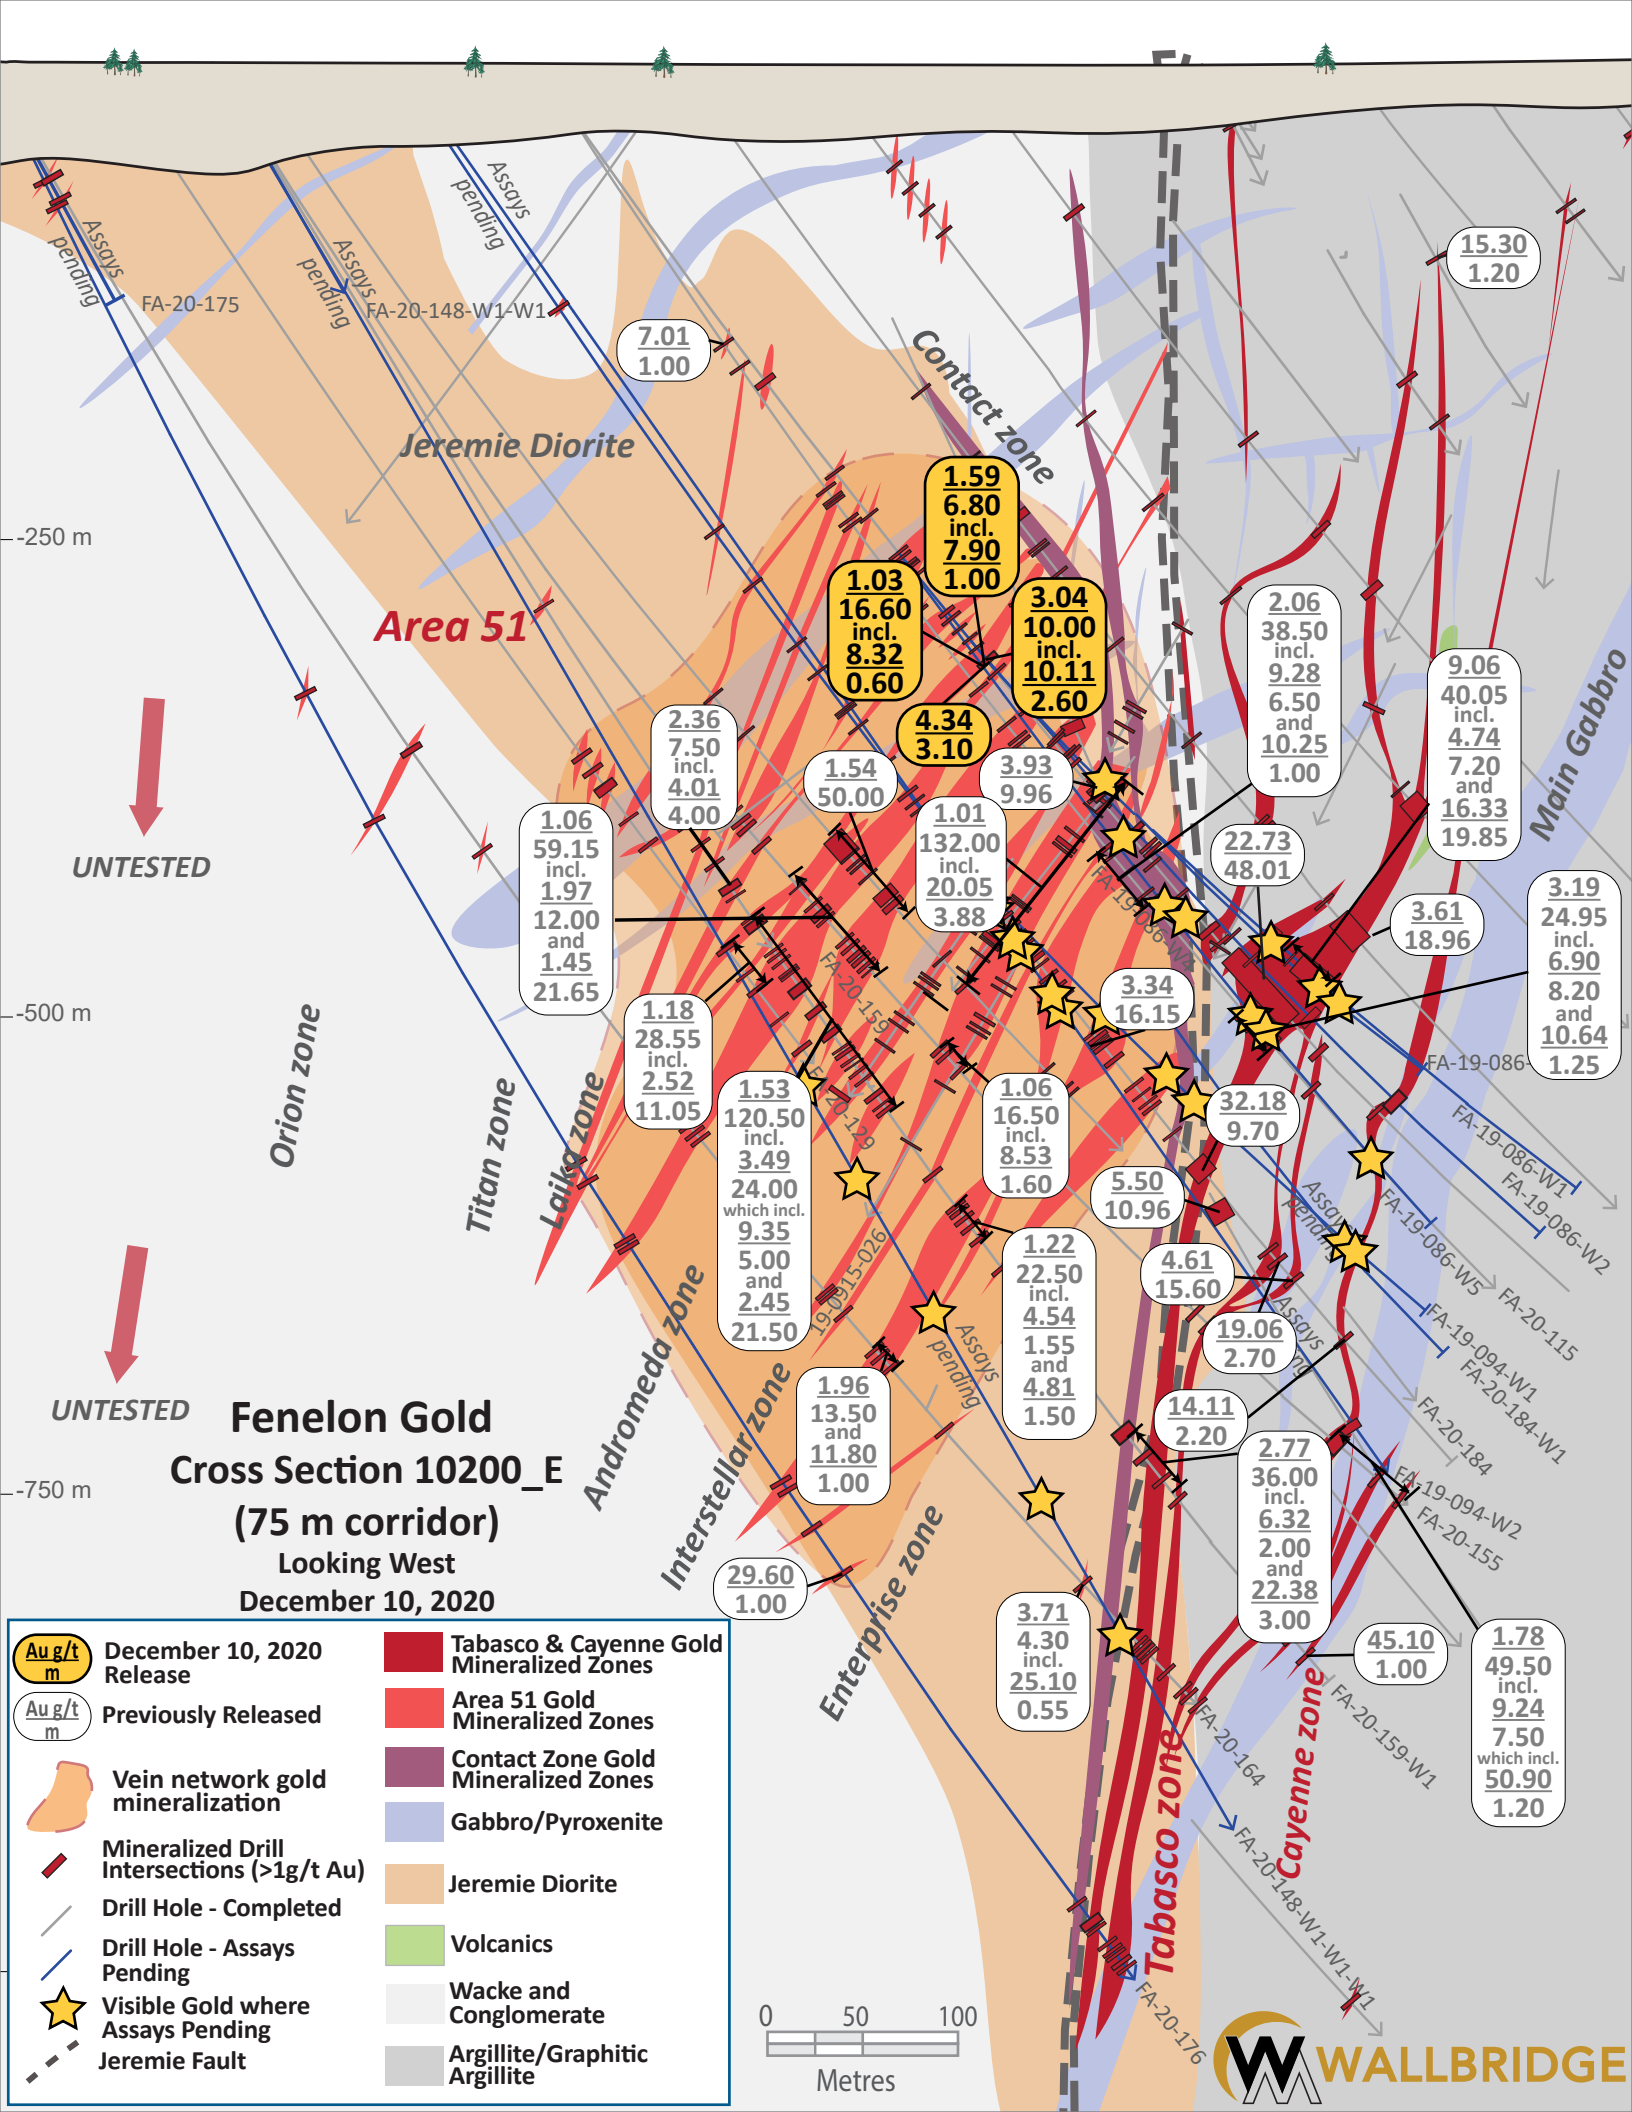 Assays
pending
FA-20-175
Assays
pending
FA-20-148-W1-W1
Assays
pending
15.30
1.20
7.01
1.00
Contact zone
Jeremie Diorite
-250 m
Area 51
1.59
6.80
incl.
7.90
1.00
1.03
16.60
incl.
8.32
0.60
3.04
10.00
incl.
10.11
2.60
4.34
3.10
2.06
38.50
incl.
9.28
6.50
and
10.25
1.00
9.06
40.05
incl.
4.74
7.20
and
16.33
19.85
Main Gabbro
2.36
7.50
incl.
4.01
4.00
1.54
50.00
3.93
9.96
1.01
132.00
incl.
20.05
3.88
UNTESTED
1.06
59.15
incl.
1.97
12.00
and
1.45
21.65
22.73
48.01
3.61
18.96
3.19
24.95
incl.
6.90
8.20
and
10.64
1.25
FA-19-086-W4
FA-20-159
-500 m
1.18
28.55
incl.
2.52
11.05
3.34
16.15
FA-19-086-
1.53
120.50
incl.
3.49
24.00
which incl.
9.35
5.00
and
2.45
21.50
FA-20-129
1.06
16.50
incl.
8.53
1.60
32.18
9.70
5.50
10.96
FA-19-086-W1
FA-19-086-W2
FA-19-086-W5
FA-20-115
Orion zone
Titan zone
Laika zone
Andromeda zone
Interstellar zone
Enterprise zone
19-0915-026
Assays
pending
1.22
22.50
incl.
4.54
1.55
and
4.81
1.50
4.61
15.60
19.06
2.70
Assays
pending
FA-19-094-W1
FA-20-184-W1
FA-20-184
1.96
13.50
and
11.80
1.00
14.11
2.20
2.77
36.00
incl.
6.32
2.00
and
22.38
3.00
FA-19-094-W2
FA-20-155
UNTESTED
-750 m
Fenelon Gold
Cross Section 10200_E
(75 m corridor)
Looking West
December 10, 2020
29.60
1.00
3.71
4.30
incl.
25.10
0.55
45.10
1.00
1.78
49.50
incl.
9.24
7.50
which incl.
50.90
1.20
FA-20-164
FA-20-159-W1
Tabasco zone
Cayenne zone
FA-20-148-W1-W1-W1
FA-20-176
Au g/t
m
December 10, 2020
Release
Au g/t
m
Previously Released
Vein network gold
mineralization
Mineralized Drill
Intersections (>1g/t Au)
Drill Hole - Completed
Drill Hole - Assays
Pending
Visible Gold where
Assays Pending
Jeremie Fault
Tabasco & Cayenne Gold
Mineralized Zones
Area 51 Gold
Mineralized Zones
Contact Zone Gold
Mineralized Zones
Gabbro/Pyroxenite
Jeremie Diorite
Volcanics
Wacke and
Conglomerate
Argillite/Graphitic
Argillite
0 50 100
Metres
WALLBRIDGE